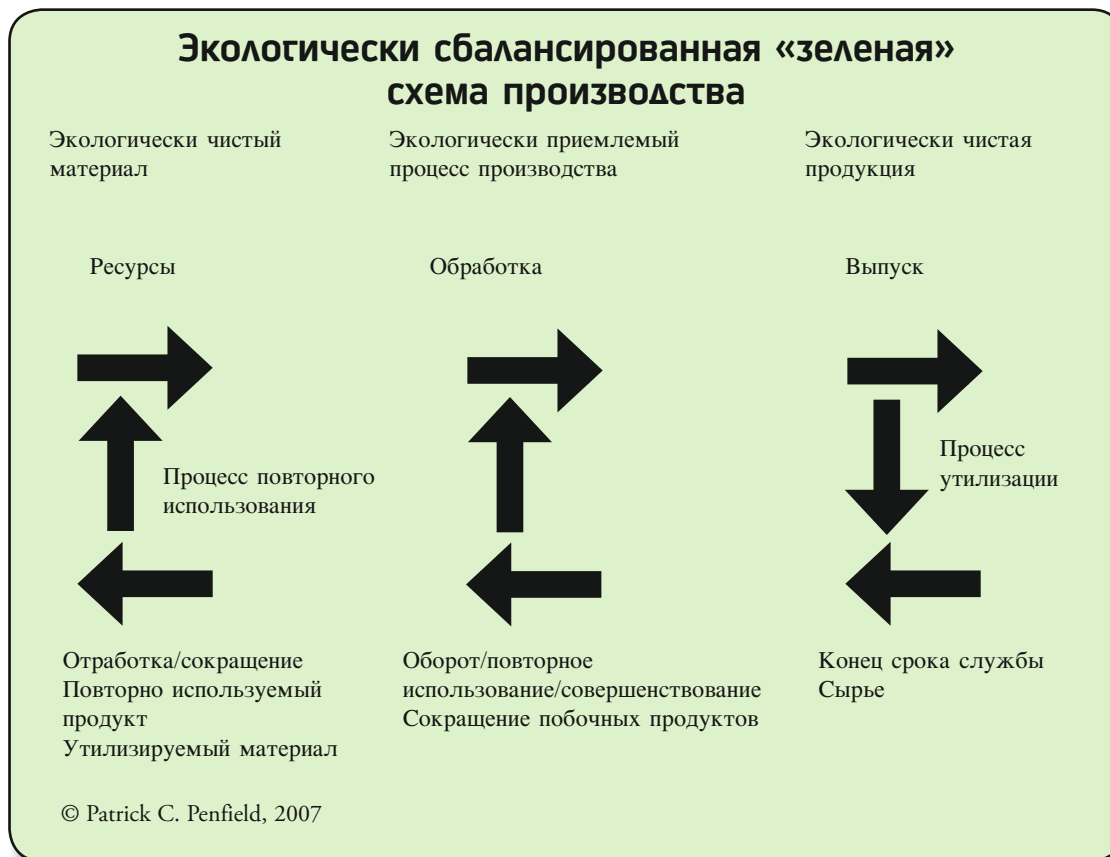 Экологически сбалансированная «зеленая»
схема производства
Экологически чистый
материал
Экологически приемлемый
процесс производства
Экологически чистая
продукция
Ресурсы
Обработка
Выпуск
Процесс повторного
использования
Процесс
утилизации
Отработка/сокращение
Повторно используемый
продукт
Утилизируемый материал
Оборот/повторное
использование/совершенствование
Сокращение побочных продуктов
Конец срока службы
Сырье
© Patrick C. Penfield, 2007